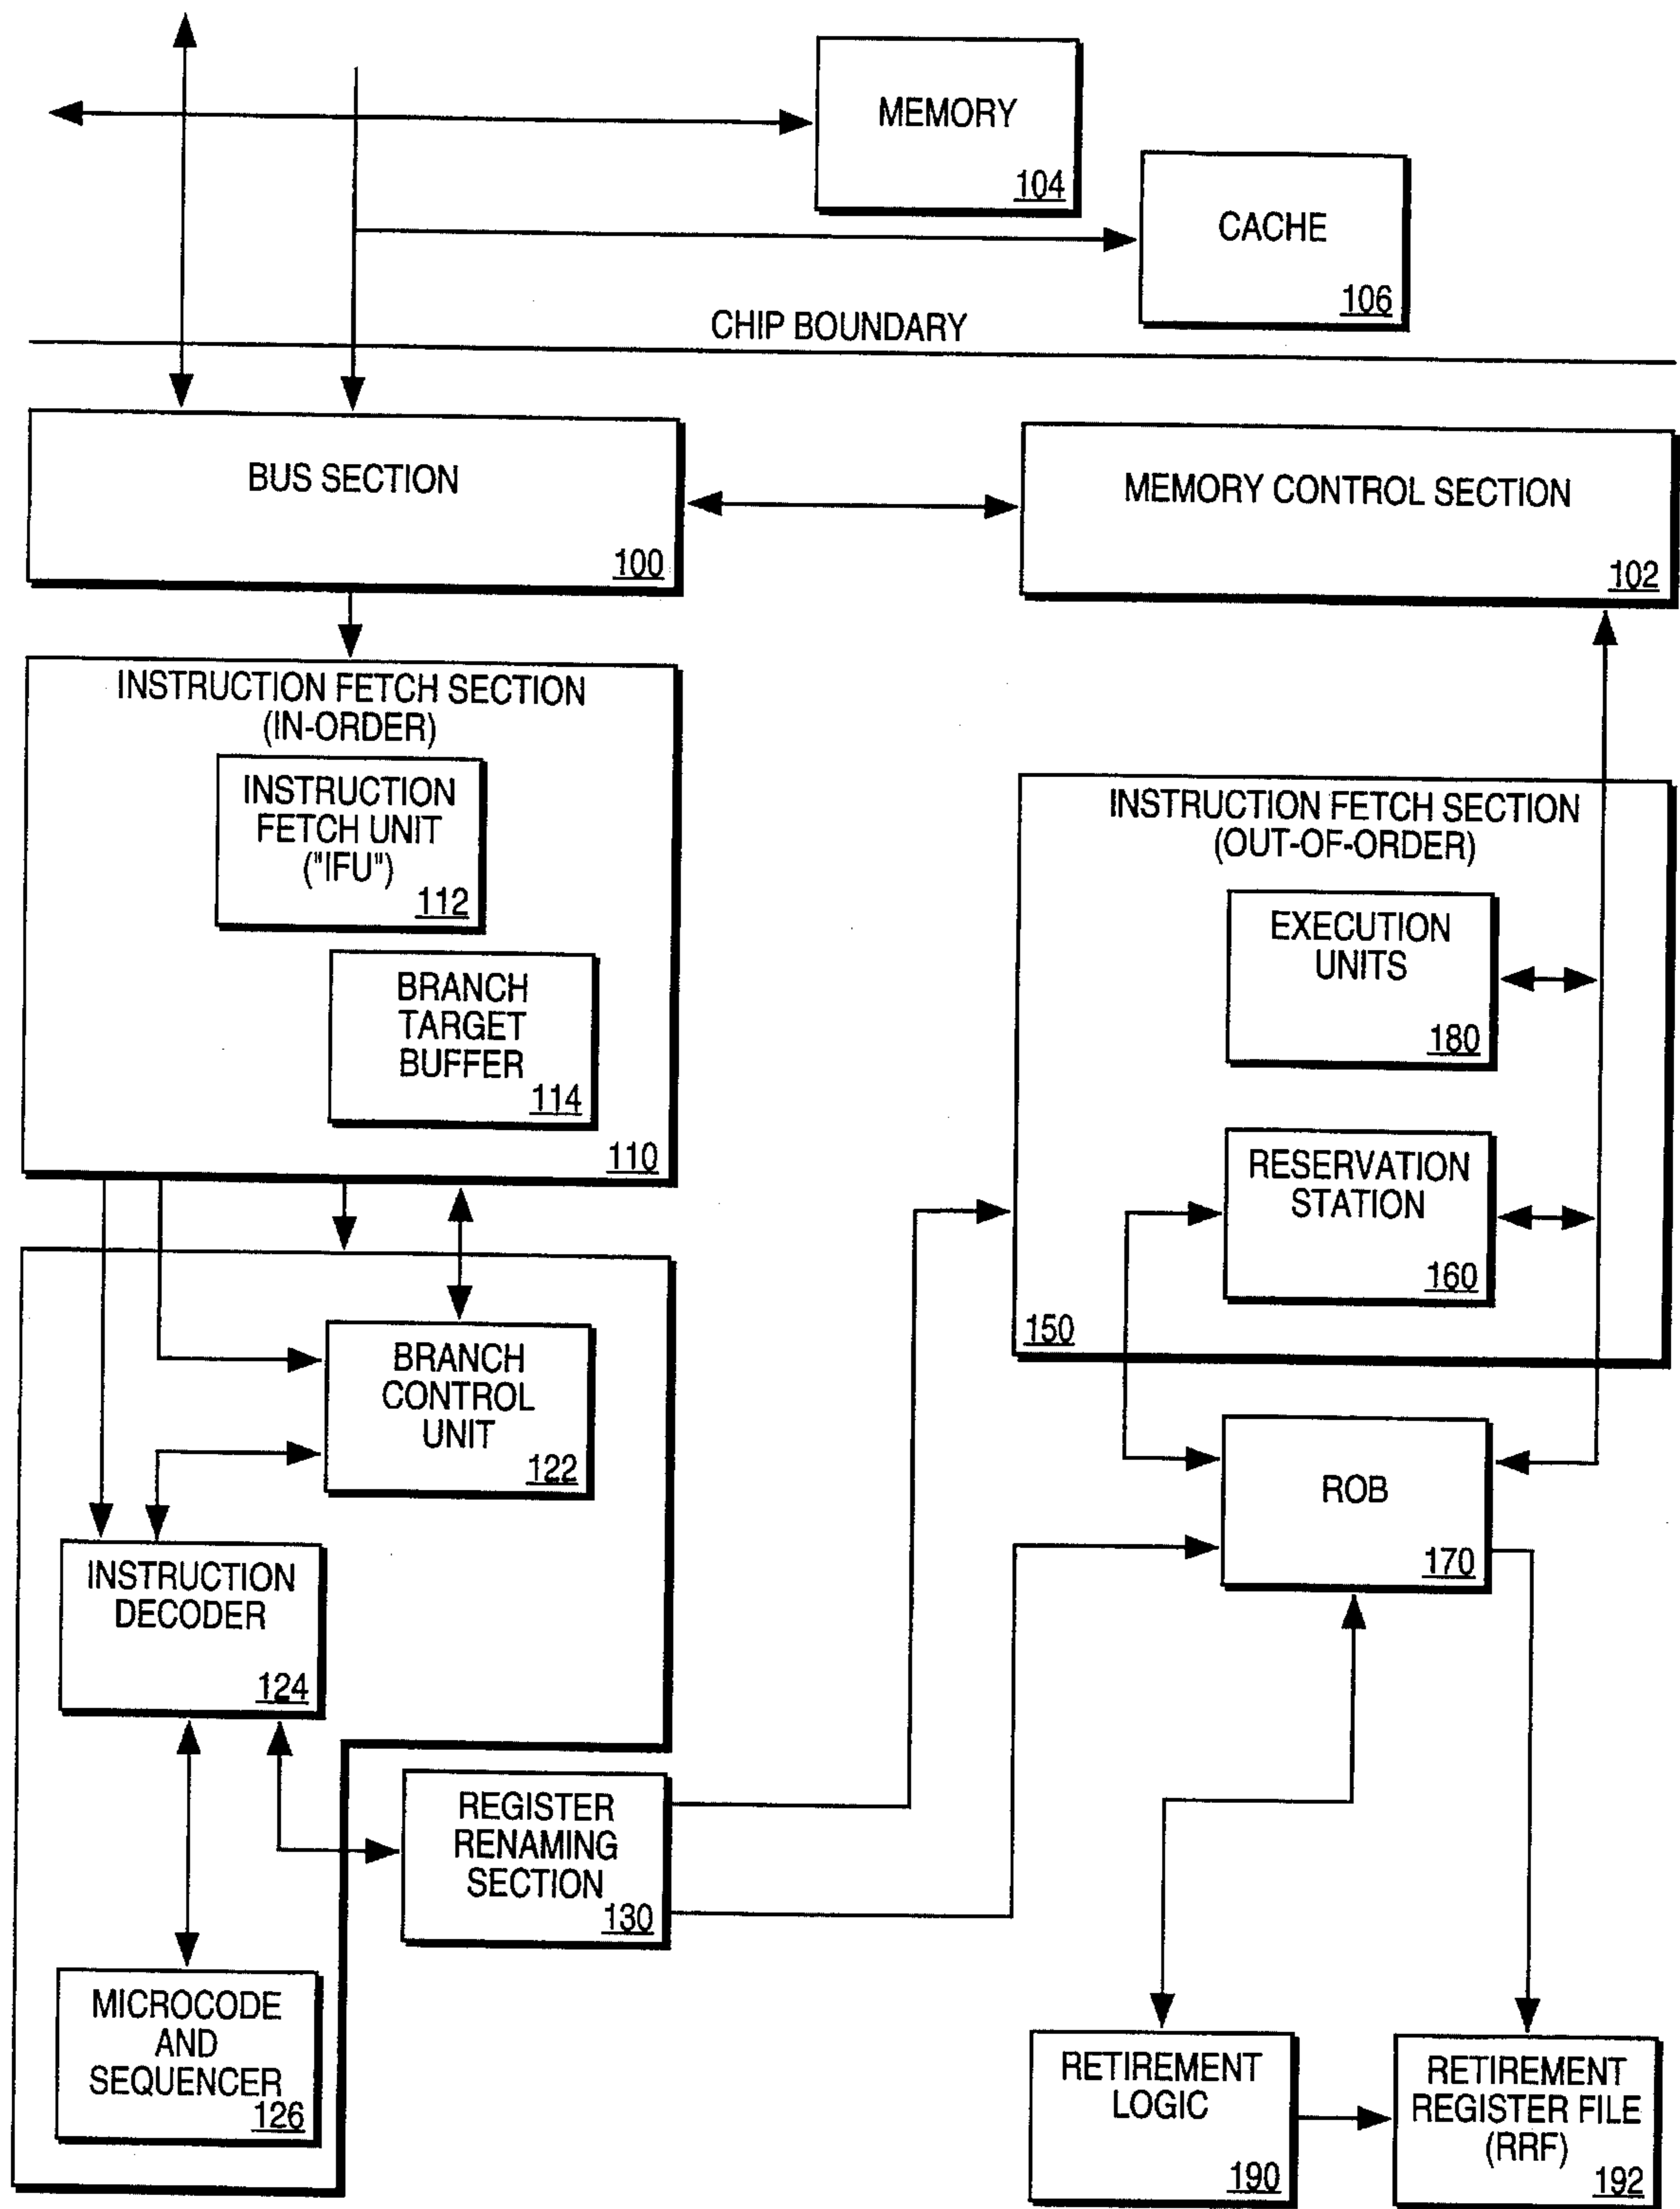 MEMORY
104
CACHE
106
CHIP BOUNDARY
BUS SECTION
100
MEMORY CONTROL SECTION
102
INSTRUCTION FETCH SECTION
(IN-ORDER)
INSTRUCTION
FETCH UNIT
("IFU")
112
BRANCH
TARGET
BUFFER
114
110
INSTRUCTION FETCH SECTION
(OUT-OF-ORDER)
EXECUTION
UNITS
180
RESERVATION
STATION
160
150
BRANCH
CONTROL
UNIT
122
INSTRUCTION
DECODER
124
ROB
170
REGISTER
RENAMING
SECTION
130
MICROCODE
AND
SEQUENCER
126
RETIREMENT
LOGIC
190
RETIREMENT
REGISTER FILE
(RRF)
192